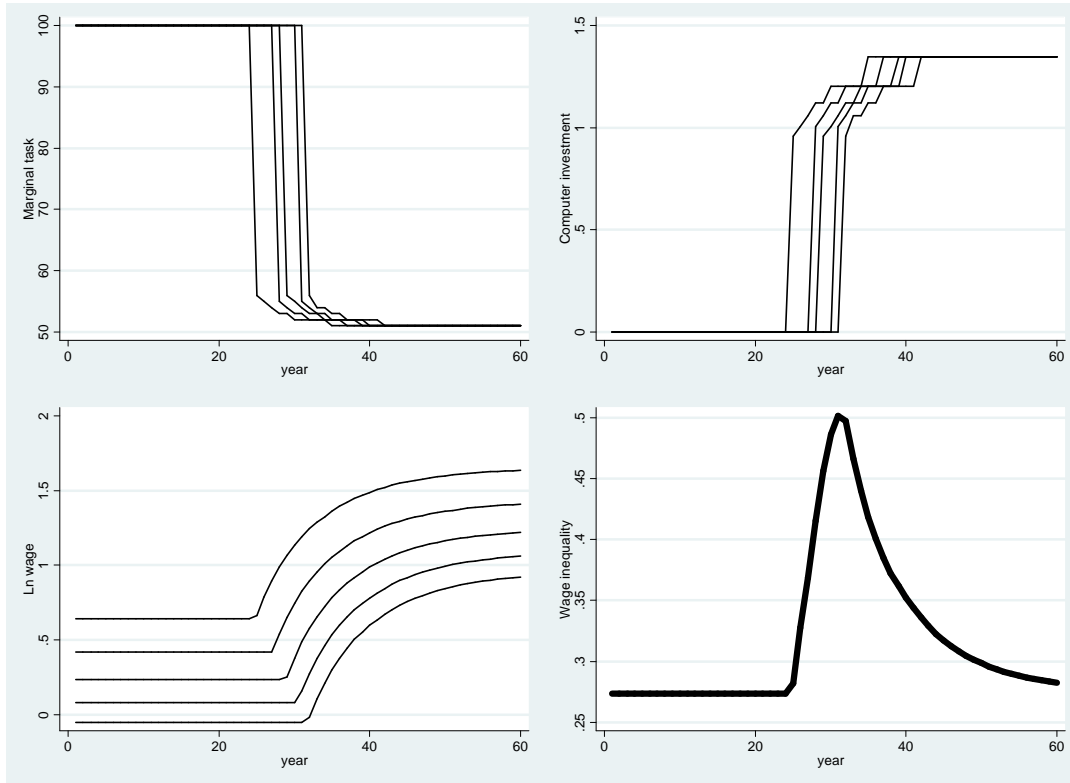 Marginal task
100
90
80
70
60
50
0 20 40 60
year
Computer investment
1.5
1
.5
0
0 20 40 60
year
Ln wage
2
1.5
1
.5
0
0 20 40 60
year
Wage inequality
.5
.45
.4
.35
.3
.25
0 20 40 60
year